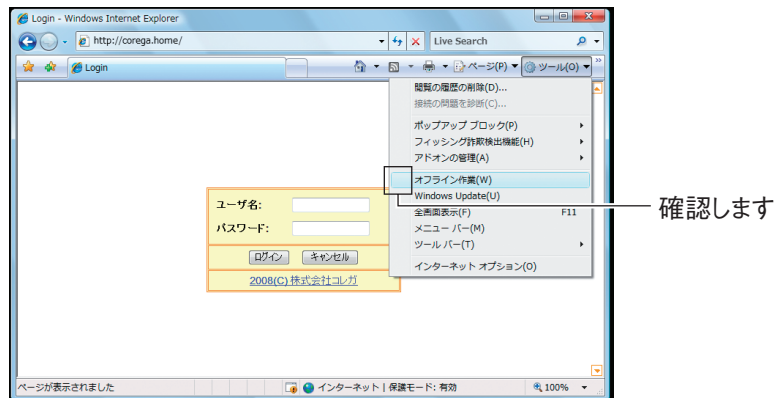 Login - Windows Internet Explorer
http://corega.home/
Live Search
Login
ページ(P)
ツール(O)
閲覧の履歴の削除(D)...
接続の問題を診断(C)...
ポップアップ ブロック(P)
フィッシング詐欺検出機能(H)
アドオンの管理(A)
オフライン作業(W)
Windows Update(U)
全画面表示(F) F11
メニュー バー(M)
ツール バー(T)
インターネット オプション(O)
確認します
ユーザ名:
パスワード:
ログイン キャンセル
2008(C) 株式会社コレガ
ページが表示されました
インターネット | 保護モード: 有効
100%